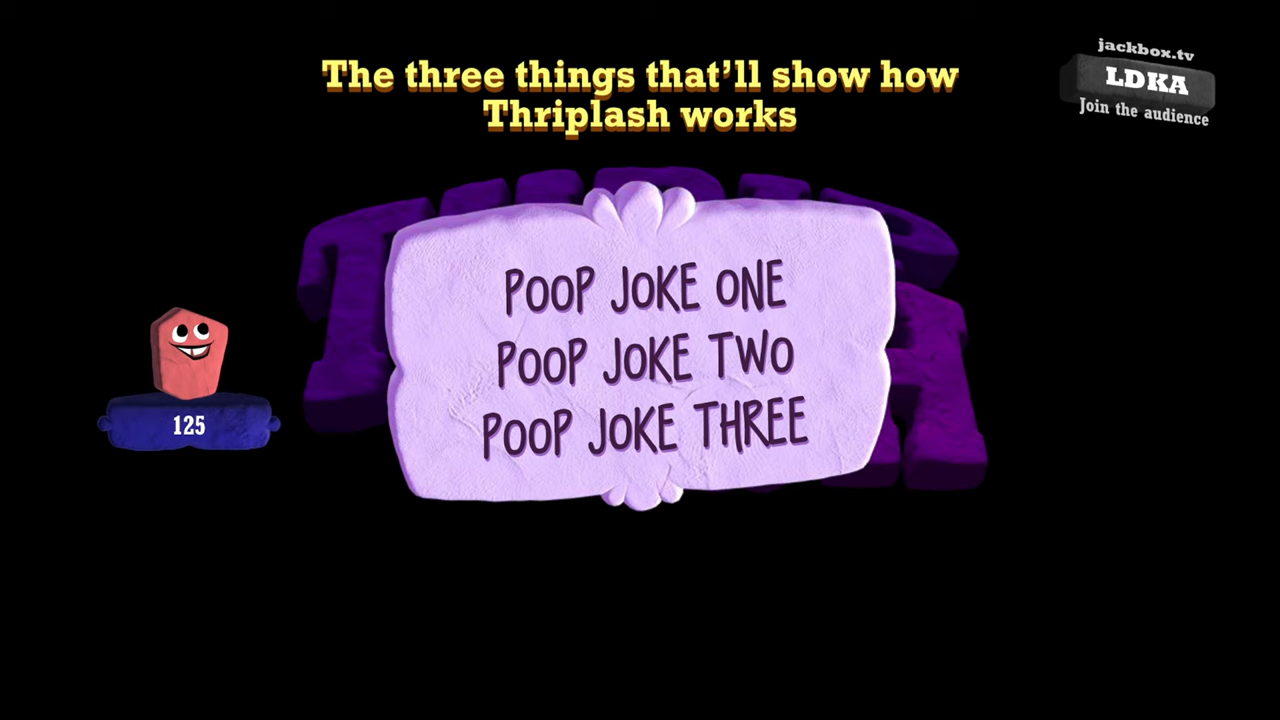 jackbox.tv
LDKA
Join the audience
The three things that’ll show how
Thriplash works
POOP JOKE ONE
POOP JOKE TWO
POOP JOKE THREE
125